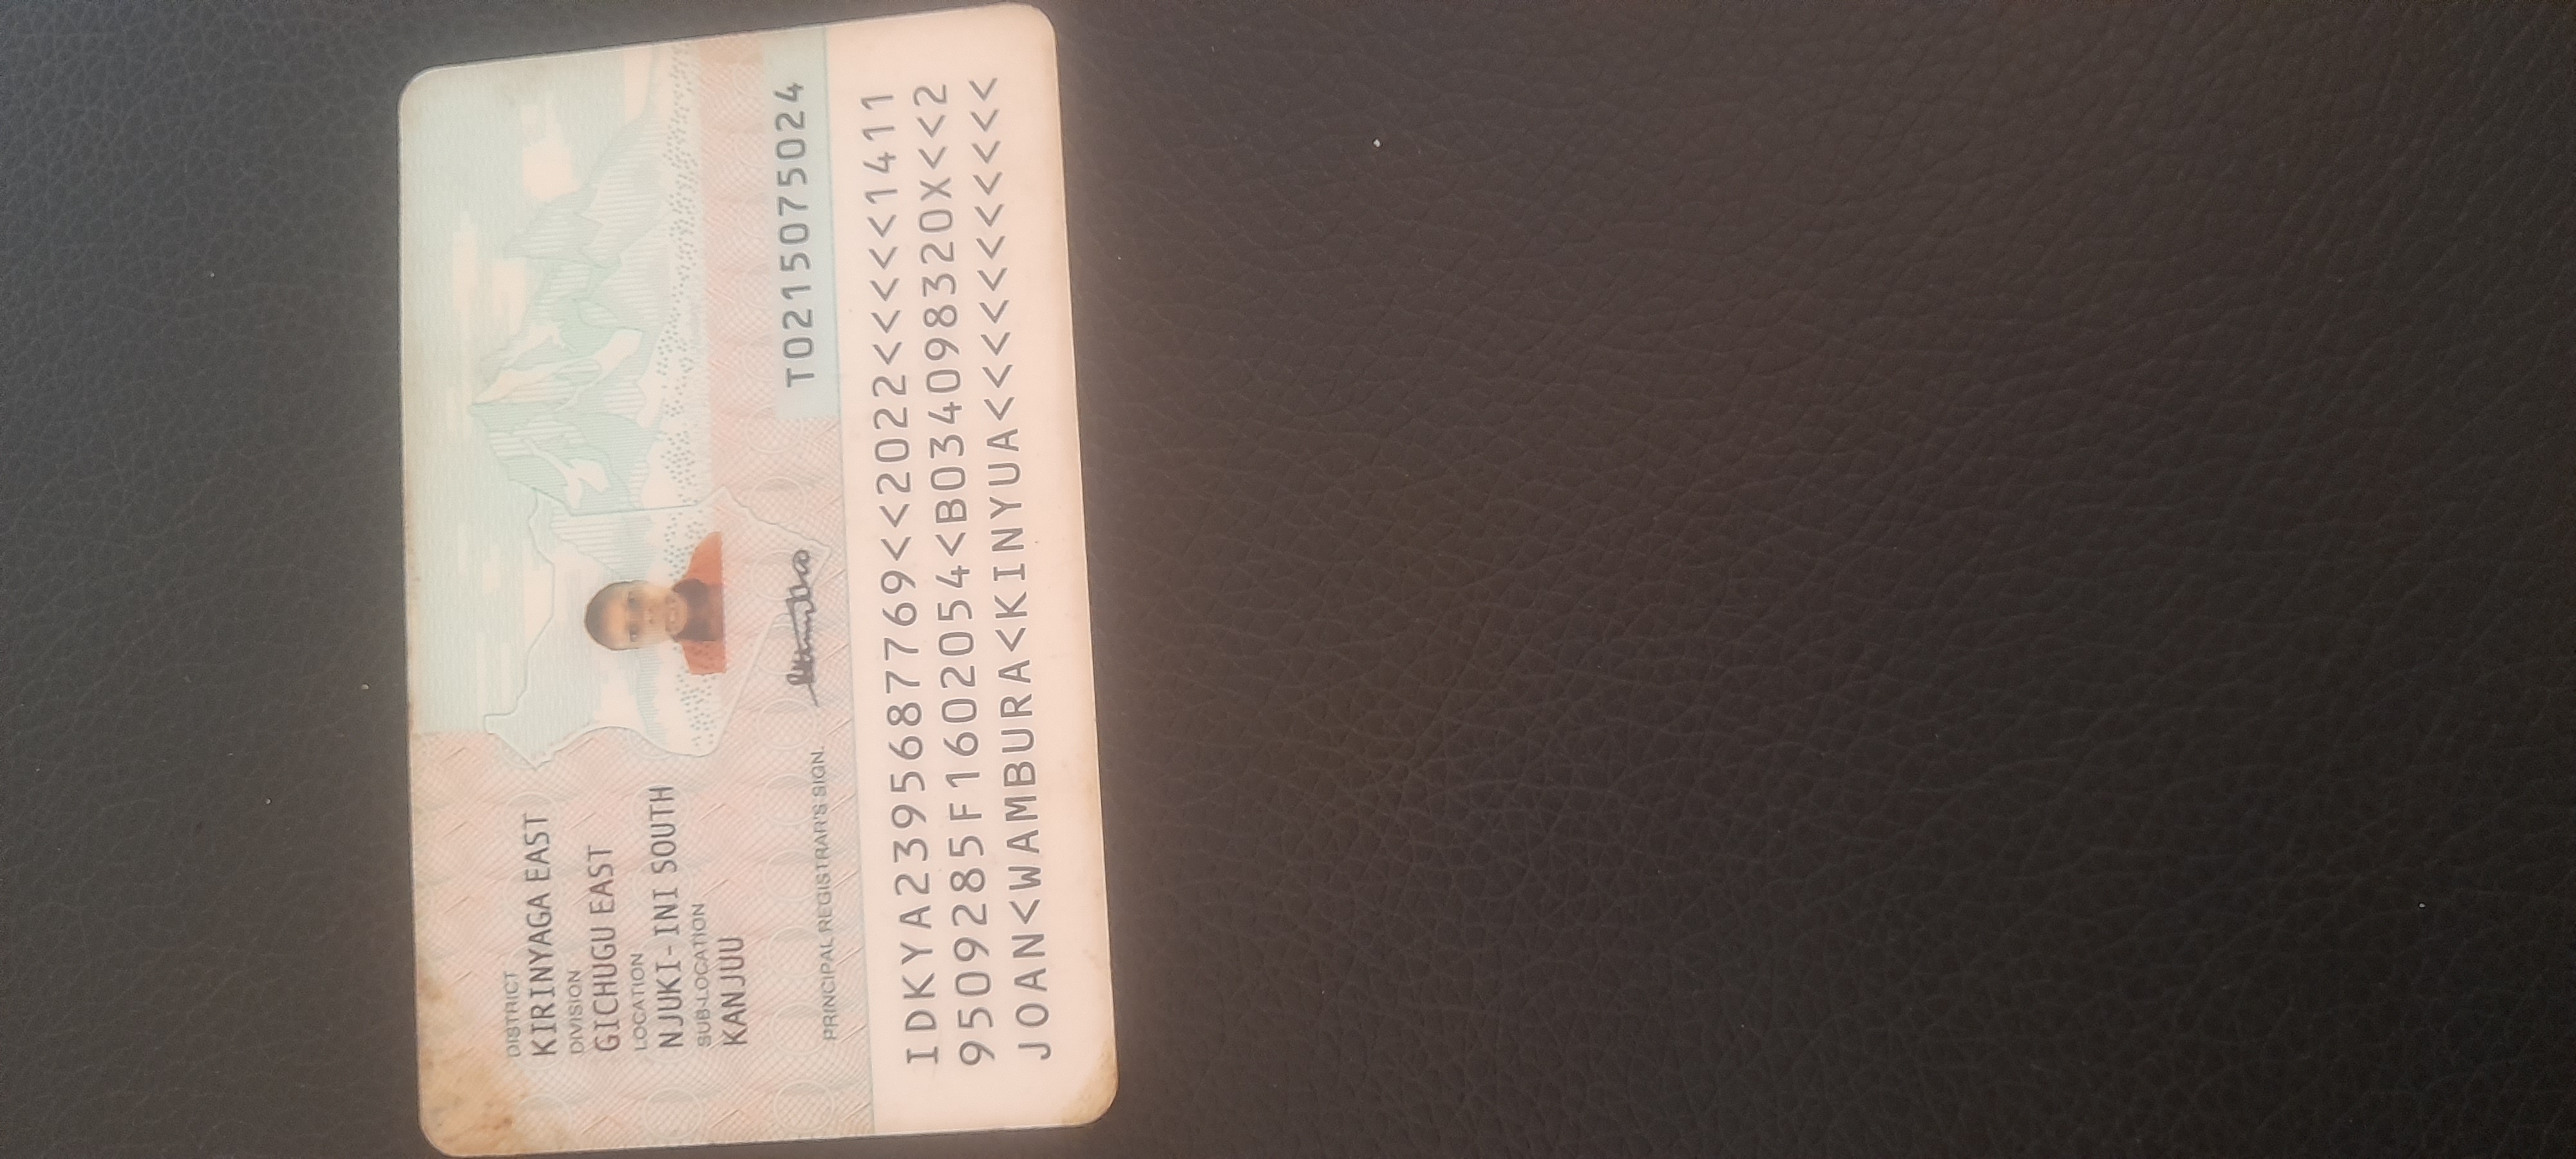 DISTRICT
KIRINYAGA EAST
DIVISION
GICHUGU EAST
LOCATION
NJUKI-INI SOUTH
SUB-LOCATION
KANJUU
PRINCIPAL REGISTRAR'S SIGN.
T0215075024
IDKYA2395687769<<2022<<<<<1411
9509285F1602054<B034098320X<<2
JOAN<WAMBURA<KINYUA<<<<<<<<<<<